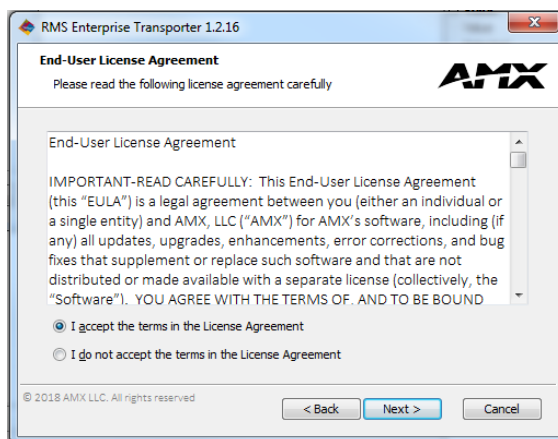 RMS Enterprise Transporter 1.2.16
End-User License Agreement
Please read the following license agreement carefully
AMX
End-User License Agreement
IMPORTANT-READ CAREFULLY: This End-User License Agreement
(this “EULA”) is a legal agreement between you (either an individual or
a single entity) and AMX, LLC (“AMX”) for AMX’s software, including (if
any) all updates, upgrades, enhancements, error corrections, and bug
fixes that supplement or replace such software and that are not
distributed or made available with a separate license (collectively, the
“Software”). YOU AGREE WITH THE TERMS OF, AND TO BE BOUND
I accept the terms in the License Agreement
I do not accept the terms in the License Agreement
© 2018 AMX LLC. All rights reserved
< Back Next > Cancel